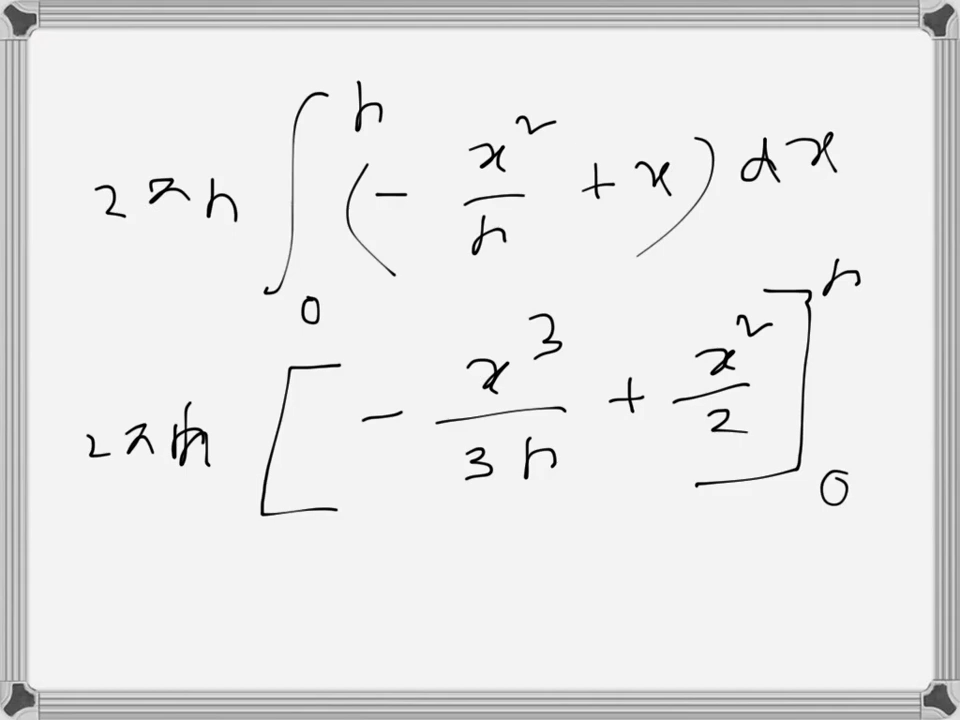 2πh ∫₀ʰ (− x²/h + x) dx
2πh [− x³/3h + x²/2]₀ʰ